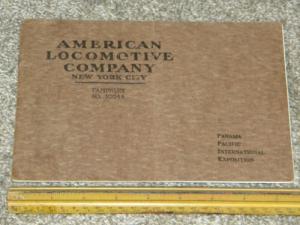 AMERICAN
LOCOMOTIVE
COMPANY
NEW YORK CITY
PAMPHLET
PANAMA
PACIFIC
INTERNATIONAL
EXPOSITION